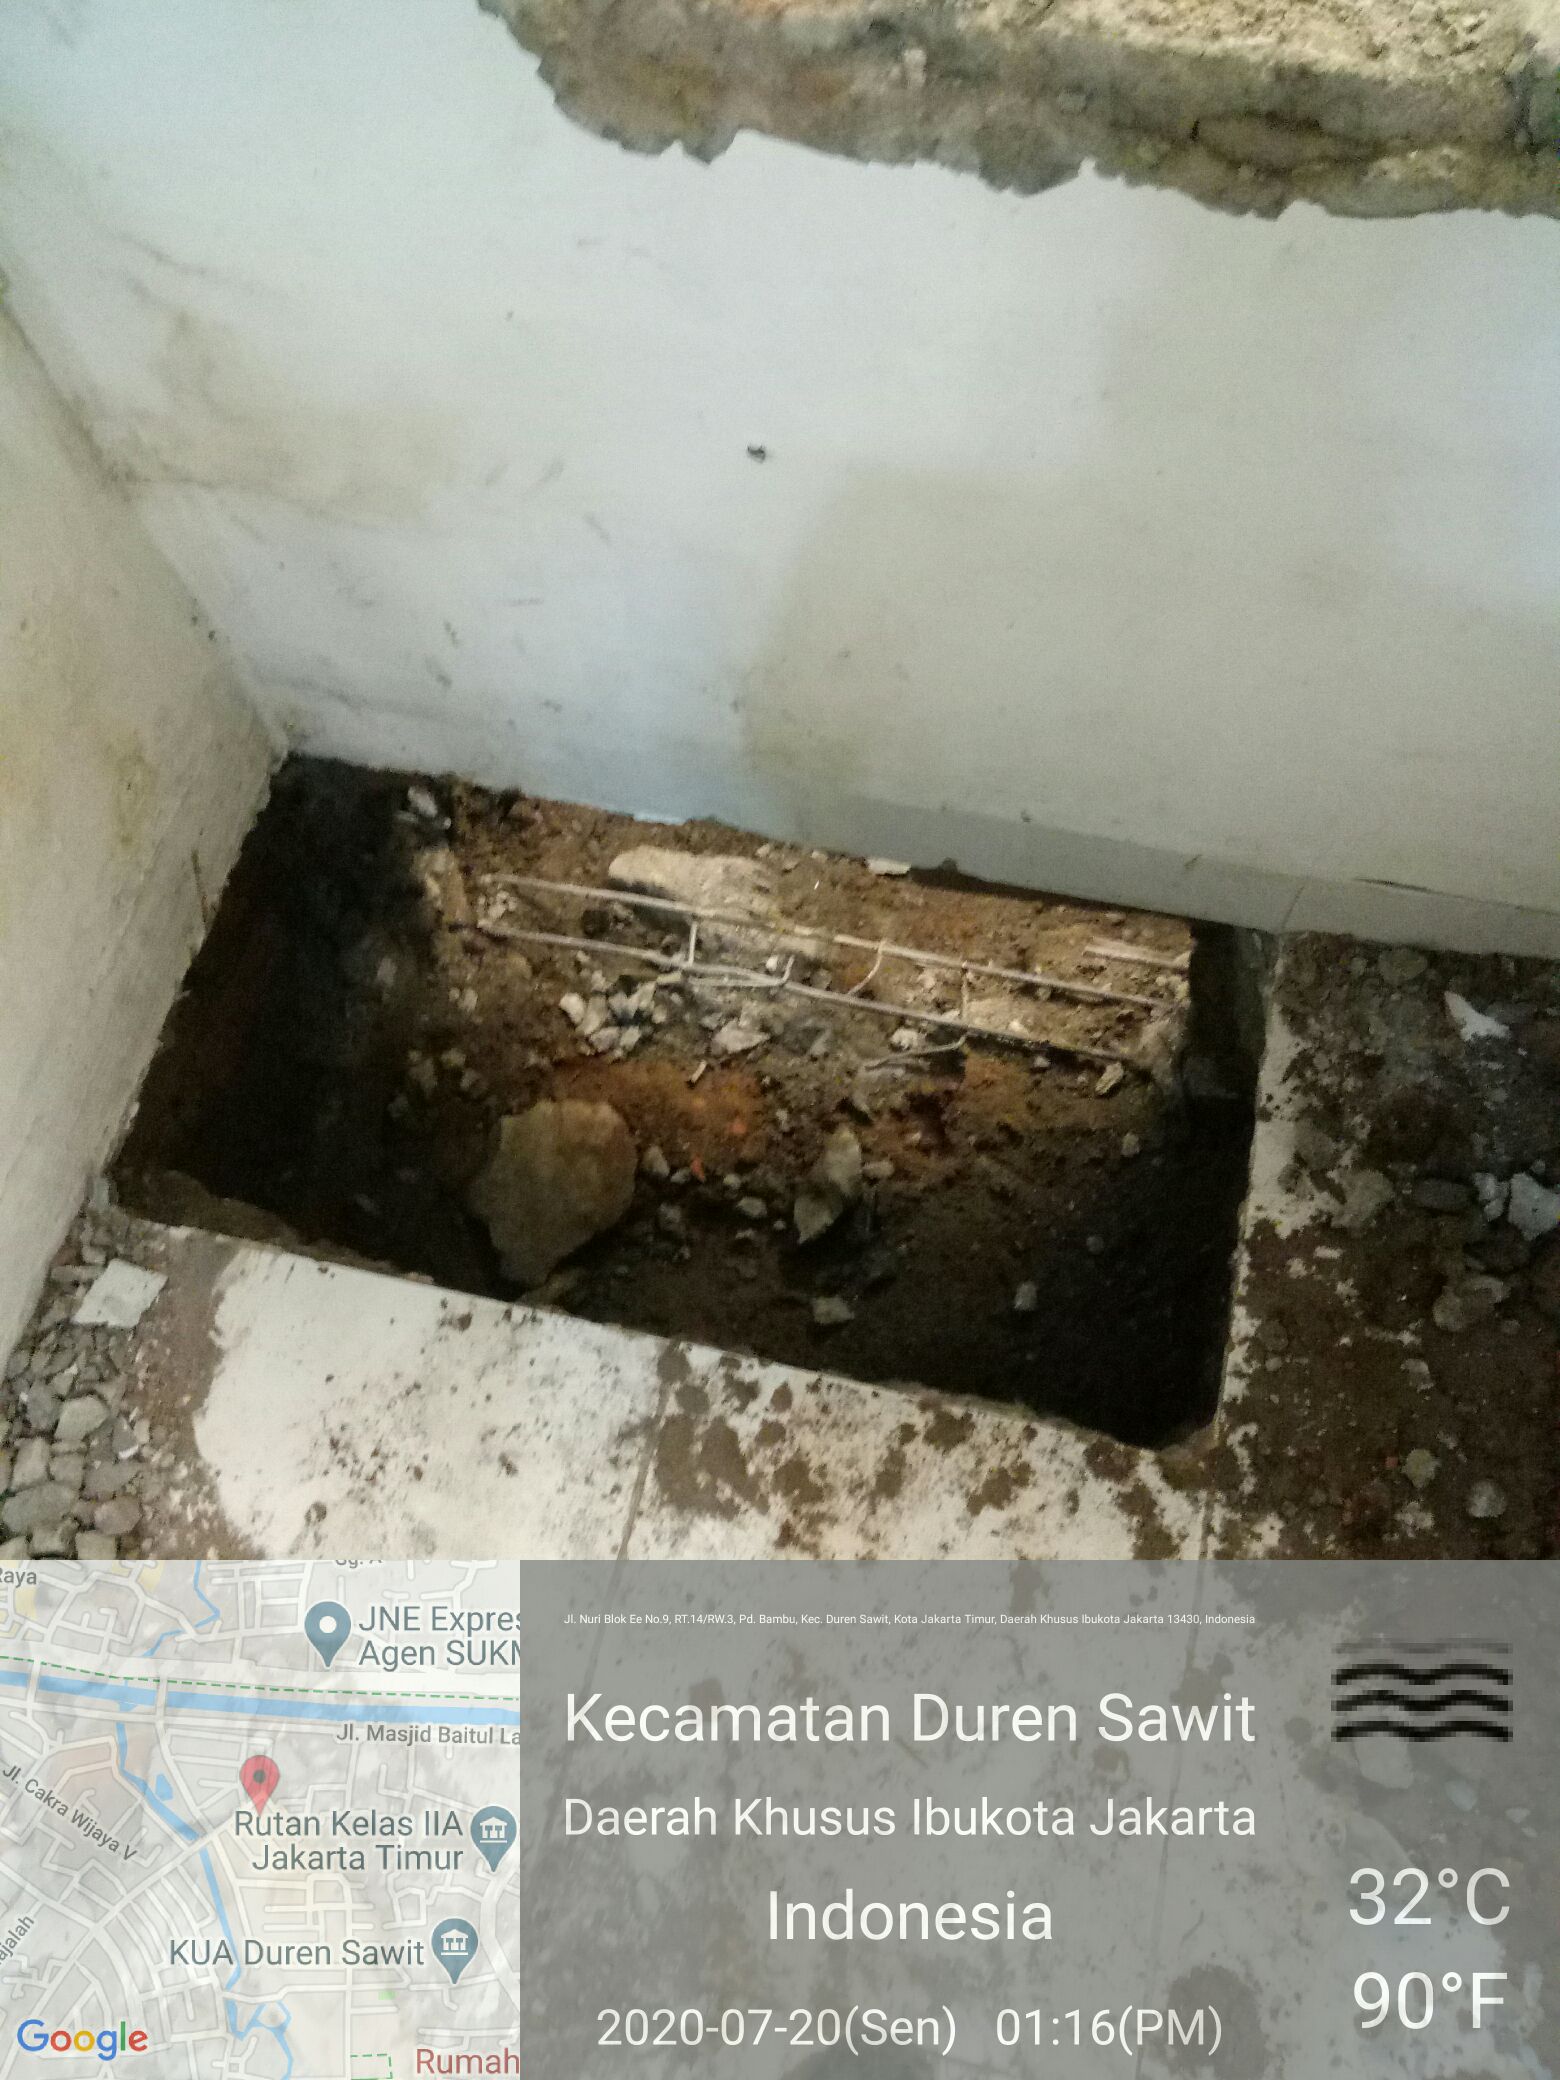 Jl. Nuri Blok Ee No.9, RT.14/RW.3, Pd. Bambu, Kec. Duren Sawit, Kota Jakarta Timur, Daerah Khusus Ibukota Jakarta 13430, Indonesia
Kecamatan Duren Sawit
Daerah Khusus Ibukota Jakarta
Indonesia
2020-07-20(Sen) 01:16(PM)
32°C
90°F
Raya
JNE Expres
Agen SUKM
Jl. Masjid Baitul La
Jl. Cakra Wijaya V
Rutan Kelas IIA
Jakarta Timur
KUA Duren Sawit
Google
Rumah